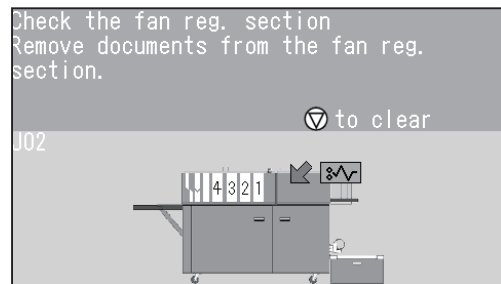 Check the fan reg. section
Remove documents from the fan reg.
section.
to clear
J02
4 3 2 1